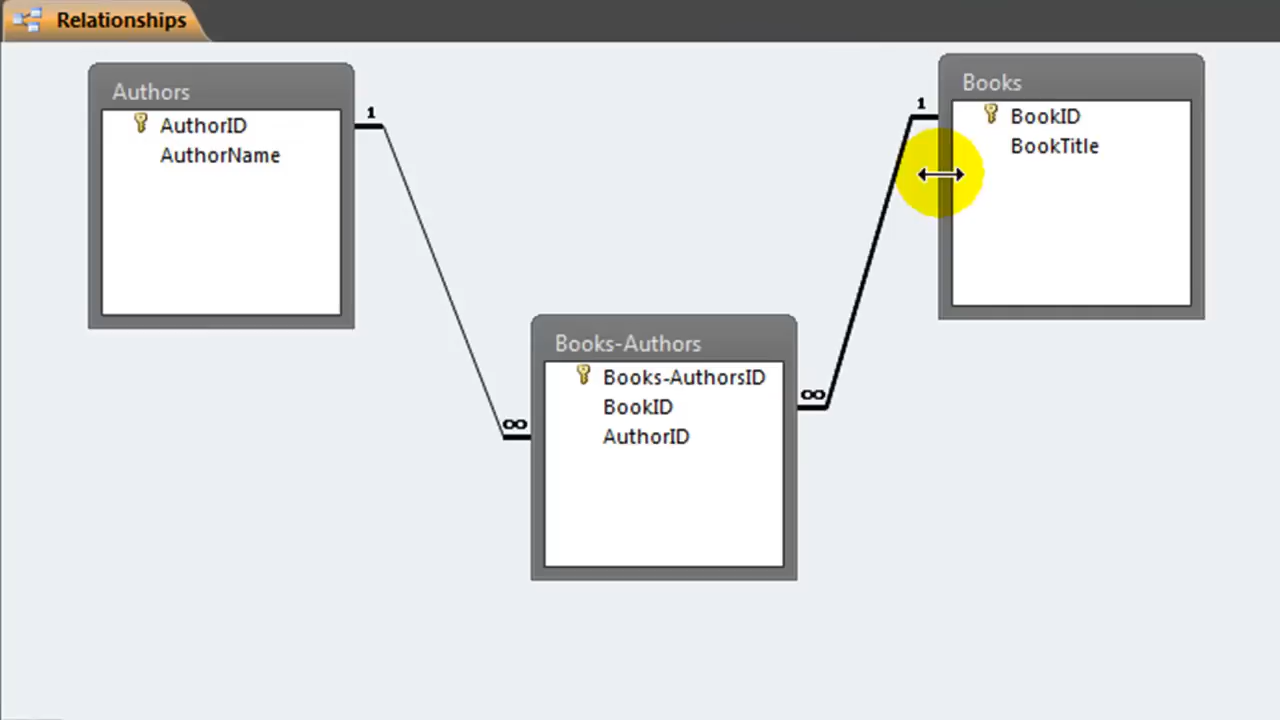 Relationships
Authors
AuthorID
AuthorName
1
∞
Books-Authors
Books-AuthorsID
BookID
AuthorID
∞
1
Books
BookID
BookTitle